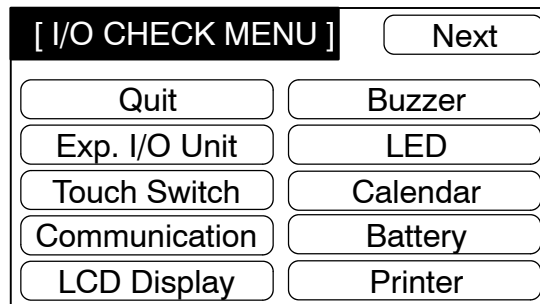 [ I/O CHECK MENU ] Next
Quit Buzzer
Exp. I/O Unit LED
Touch Switch Calendar
Communication Battery
LCD Display Printer